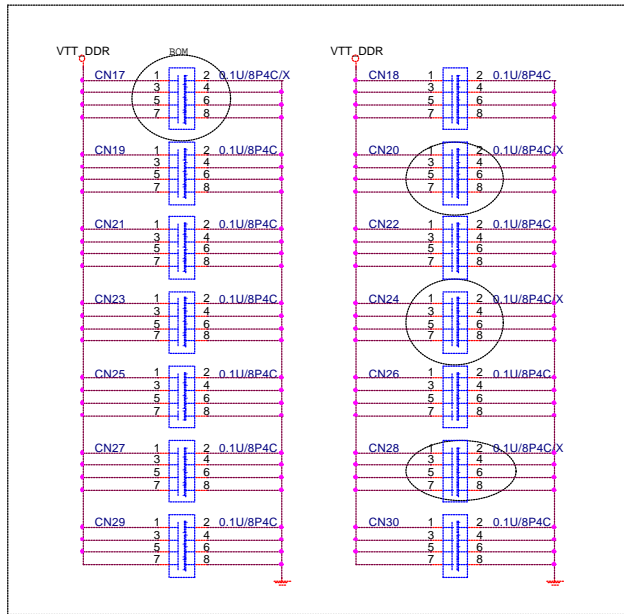 VTT_DDR BOM VTT_DDR
CN17 1 2 0.1U/8P4C/X CN18 1 2 0.1U/8P4C
3 4 3 4
5 6 5 6
7 8 7 8
CN19 1 2 0.1U/8P4C CN20 1 2 0.1U/8P4C/X
3 4 3 4
5 6 5 6
7 8 7 8
CN21 1 2 0.1U/8P4C CN22 1 2 0.1U/8P4C
3 4 3 4
5 6 5 6
7 8 7 8
CN23 1 2 0.1U/8P4C CN24 1 2 0.1U/8P4C/X
3 4 3 4
5 6 5 6
7 8 7 8
CN25 1 2 0.1U/8P4C CN26 1 2 0.1U/8P4C
3 4 3 4
5 6 5 6
7 8 7 8
CN27 1 2 0.1U/8P4C CN28 1 2 0.1U/8P4C/X
3 4 3 4
5 6 5 6
7 8 7 8
CN29 1 2 0.1U/8P4C CN30 1 2 0.1U/8P4C
3 4 3 4
5 6 5 6
7 8 7 8